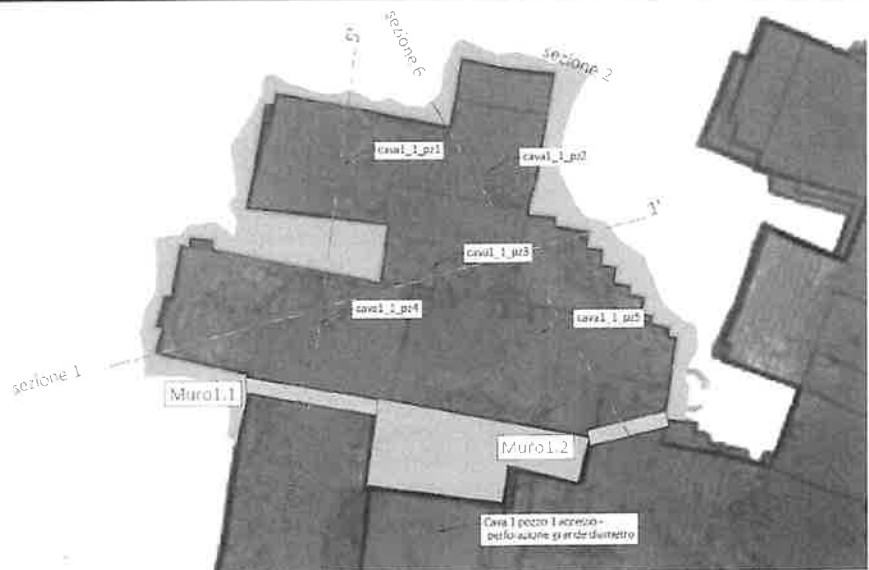 sezione 6
sezione 2
cava1_1_pz1
cava1_1_pz2
1'
cava1_1_pz3
cava1_1_pz4
cava1_1_pz5
sezione 1
Muro1.1
Muro1.2
Cava 1 pozzo 1 accesso -
perforazione grande diametro